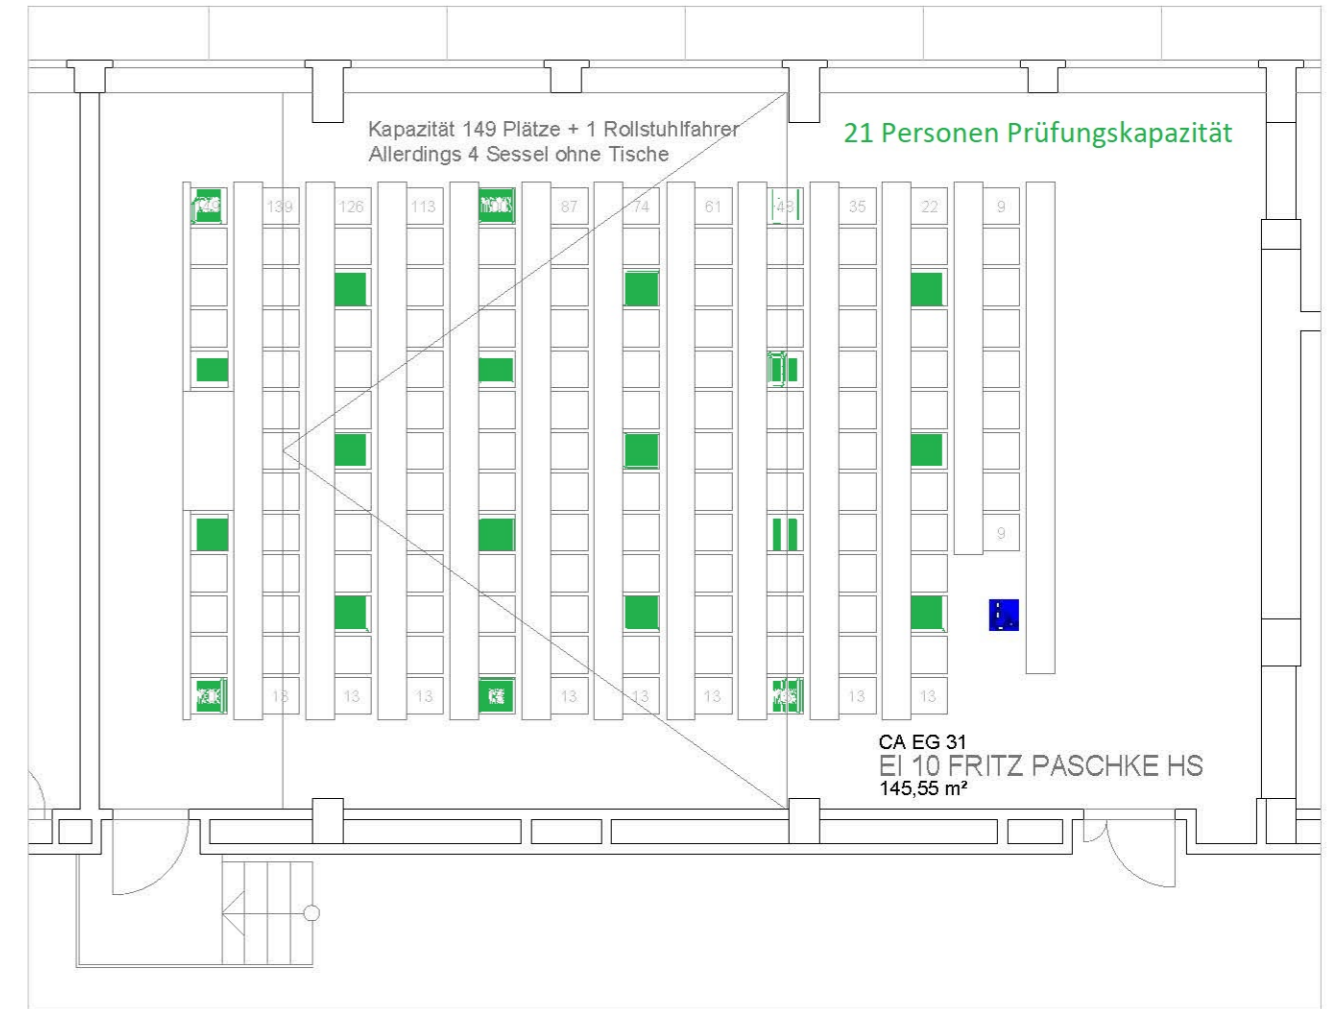 Kapazität 149 Plätze + 1 Rollstuhlfahrer
Allerdings 4 Sessel ohne Tische
21 Personen Prüfungskapazität
139 126 113 87 74 61 48 35 22 9
9
13 13 13 13 13 13 13 13
CA EG 31
EI 10 FRITZ PASCHKE HS
145,55 m²